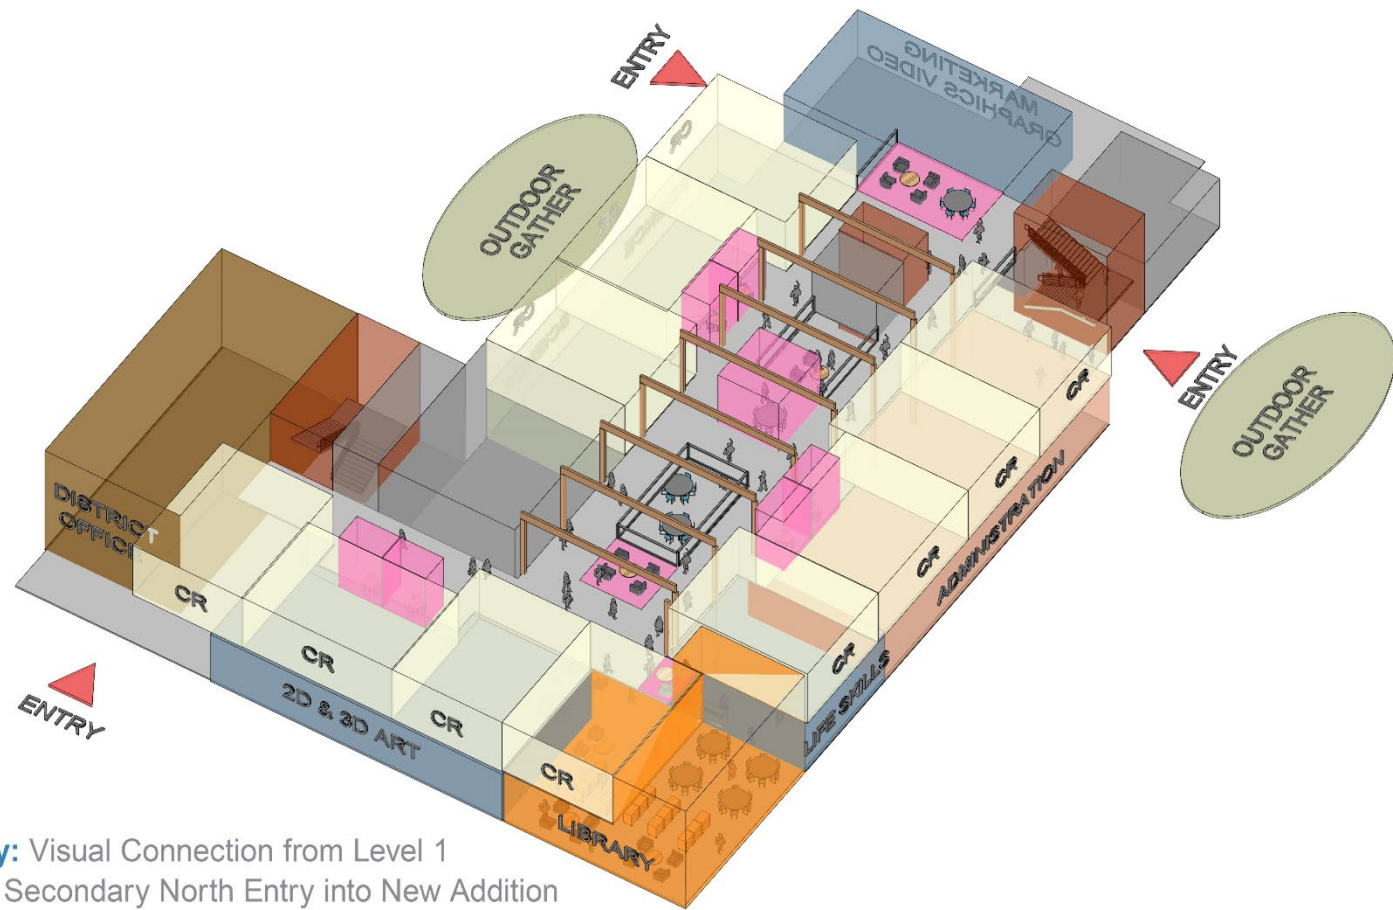 ENTRY
MARKETING
GRAPHICS VIDEO
CR
OUTDOOR
GATHER
CR
ENTRY
OUTDOOR
GATHER
CR
CR
ADMINISTRATION
CR
CR
LIFE SKILLS
DISTRICT
OFFICE
CR
CR
2D & 3D ART
CR
CR
LIBRARY
ENTRY
y: Visual Connection from Level 1
Secondary North Entry into New Addition